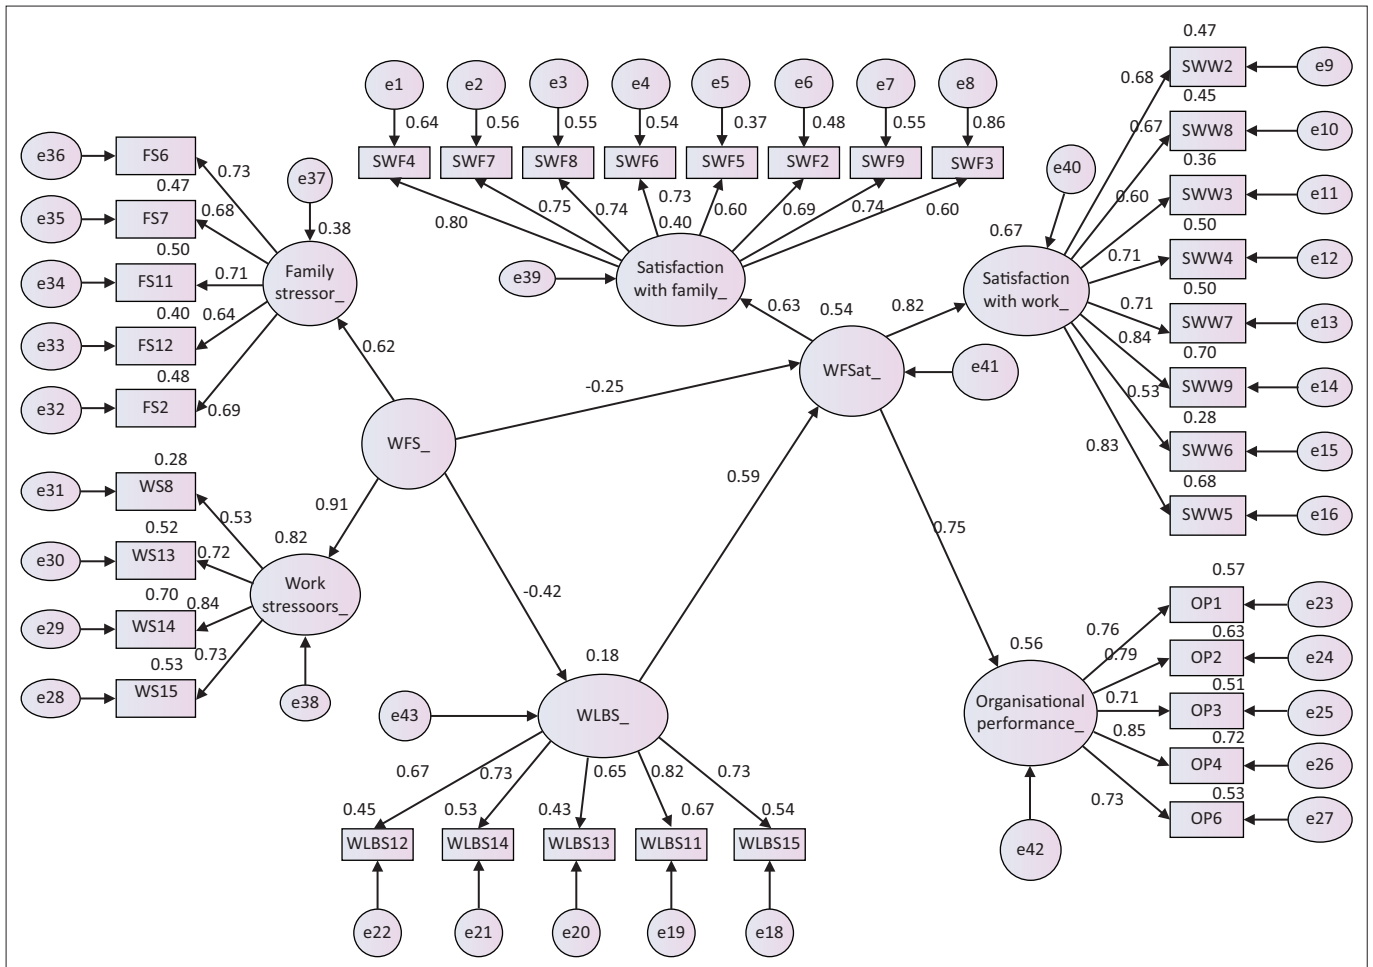 0.47
e1
e2
e3
e4
e5
e6
e7
e8
SWW2
e9
0.68
0.45
0.64
0.56
0.55
0.54
0.37
0.48
0.55
0.86
0.67
SWW8
e10
e36
FS6
SWF4
SWF7
SWF8
SWF6
SWF5
SWF2
SWF9
SWF3
0.36
0.73
e37
e40
0.47
0.60
SWW3
e11
e35
FS7
0.68
0.80
0.75
0.74
0.73
0.60
0.69
0.74
0.60
0.40
0.50
0.38
0.67
0.50
0.71
SWW4
e12
e34
FS11
0.71
Family
stressor_
e39
Satisfaction
with family_
Satisfaction
with work_
0.50
0.40
0.64
0.63
0.54
0.82
0.71
SWW7
e13
e33
FS12
0.62
0.84
0.70
0.48
WFSat_
e41
SWW9
e14
-0.25
0.53
e32
FS2
0.69
0.28
WFS_
0.83
SWW6
e15
0.28
e31
WS8
0.59
0.68
0.91
0.53
SWW5
e16
0.52
0.82
0.75
e30
WS13
0.72
0.57
0.70
Work
stressoors_
-0.42
OP1
e23
0.84
e29
WS14
0.76
0.63
0.73
0.18
0.56
0.79
OP2
e24
0.53
0.51
e28
WS15
e38
e43
WLBS_
Organisational
performance_
0.71
OP3
e25
0.85
0.72
0.67
0.73
0.65
0.82
0.73
OP4
e26
0.73
0.53
0.45
0.53
0.43
0.67
0.54
OP6
e27
WLBS12
WLBS14
WLBS13
WLBS11
WLBS15
e42
e22
e21
e20
e19
e18